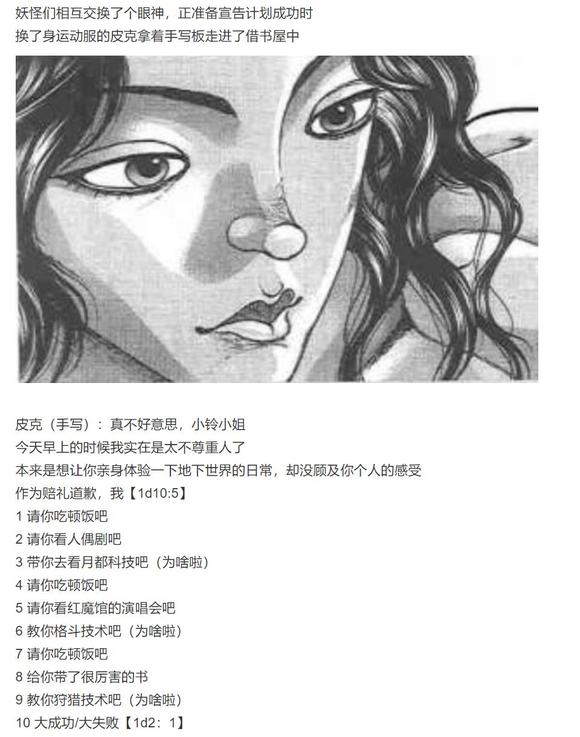 妖怪们相互交换了个眼神，正准备宣告计划成功时
换了身运动服的皮克拿着手写板走进了借书屋中
皮克（手写）：真不好意思，小铃小姐
今天早上的时候我实在是太不尊重人了
本来是想让你亲身体验一下地下世界的日常，却没顾及你个人的感受
作为赔礼道歉，我【1d10:5】
1 请你吃顿饭吧
2 请你看人偶剧吧
3 带你去看月都科技吧（为啥啦）
4 请你吃顿饭吧
5 请你看红魔馆的演唱会吧
6 教你格斗技术吧（为啥啦）
7 请你吃顿饭吧
8 给你带了很厉害的书
9 教你狩猎技术吧（为啥啦）
10 大成功/大失败【1d2：1】